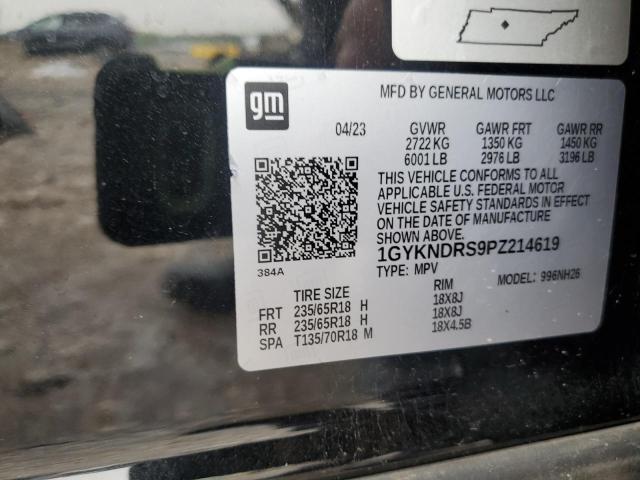 gm
MFD BY GENERAL MOTORS LLC
04/23 GVWR GAWR FRT GAWR RR
2722 KG 1350 KG 1450 KG
6001 LB 2976 LB 3196 LB
THIS VEHICLE CONFORMS TO ALL
APPLICABLE U.S. FEDERAL MOTOR
VEHICLE SAFETY STANDARDS IN EFFECT
ON THE DATE OF MANUFACTURE
SHOWN ABOVE.
1GYKNDRS9PZ214619
384A
TYPE: MPV MODEL: 996NH26
TIRE SIZE RIM
FRT 235/65R18 H 18X8J
RR 235/65R18 H 18X8J
SPA T135/70R18 M 18X4.5B